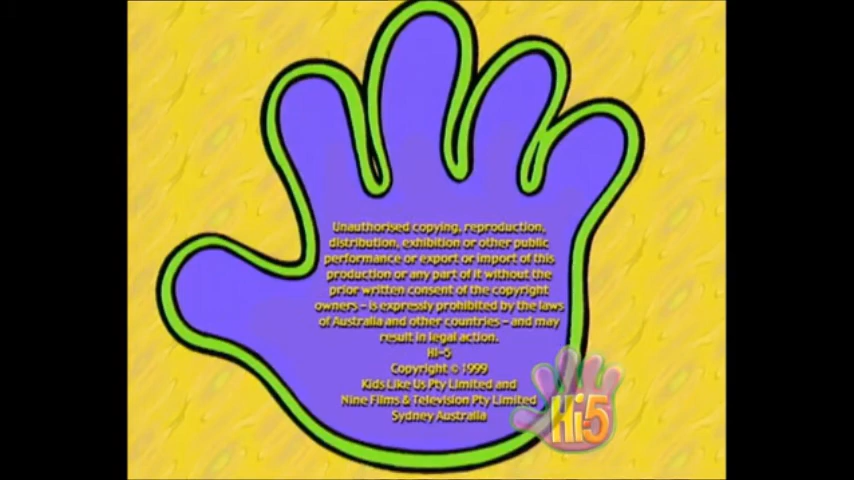 Unauthorised copying, reproduction,
distribution, exhibition or other public
performance or export or import of this
production or any part of it without the
prior written consent of the copyright
owners – is expressly prohibited by the laws
of Australia and other countries – and may
result in legal action.
Hi-5
Copyright © 1999
Kids Like Us Pty Limited and
Nine Films & Television Pty Limited
Sydney Australia
Hi-5